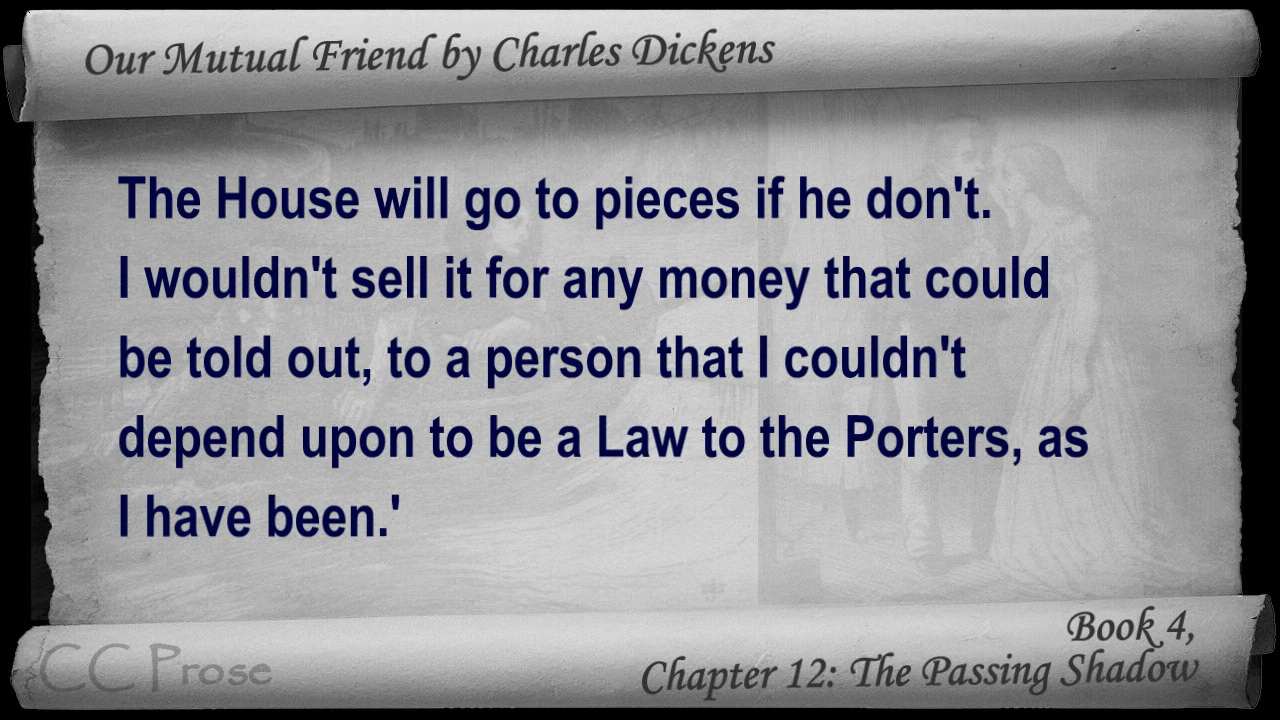 Our Mutual Friend by Charles Dickens
The House will go to pieces if he don't.
I wouldn't sell it for any money that could
be told out, to a person that I couldn't
depend upon to be a Law to the Porters, as
I have been.'
Book 4,
Chapter 12: The Passing Shadow
CC Prose